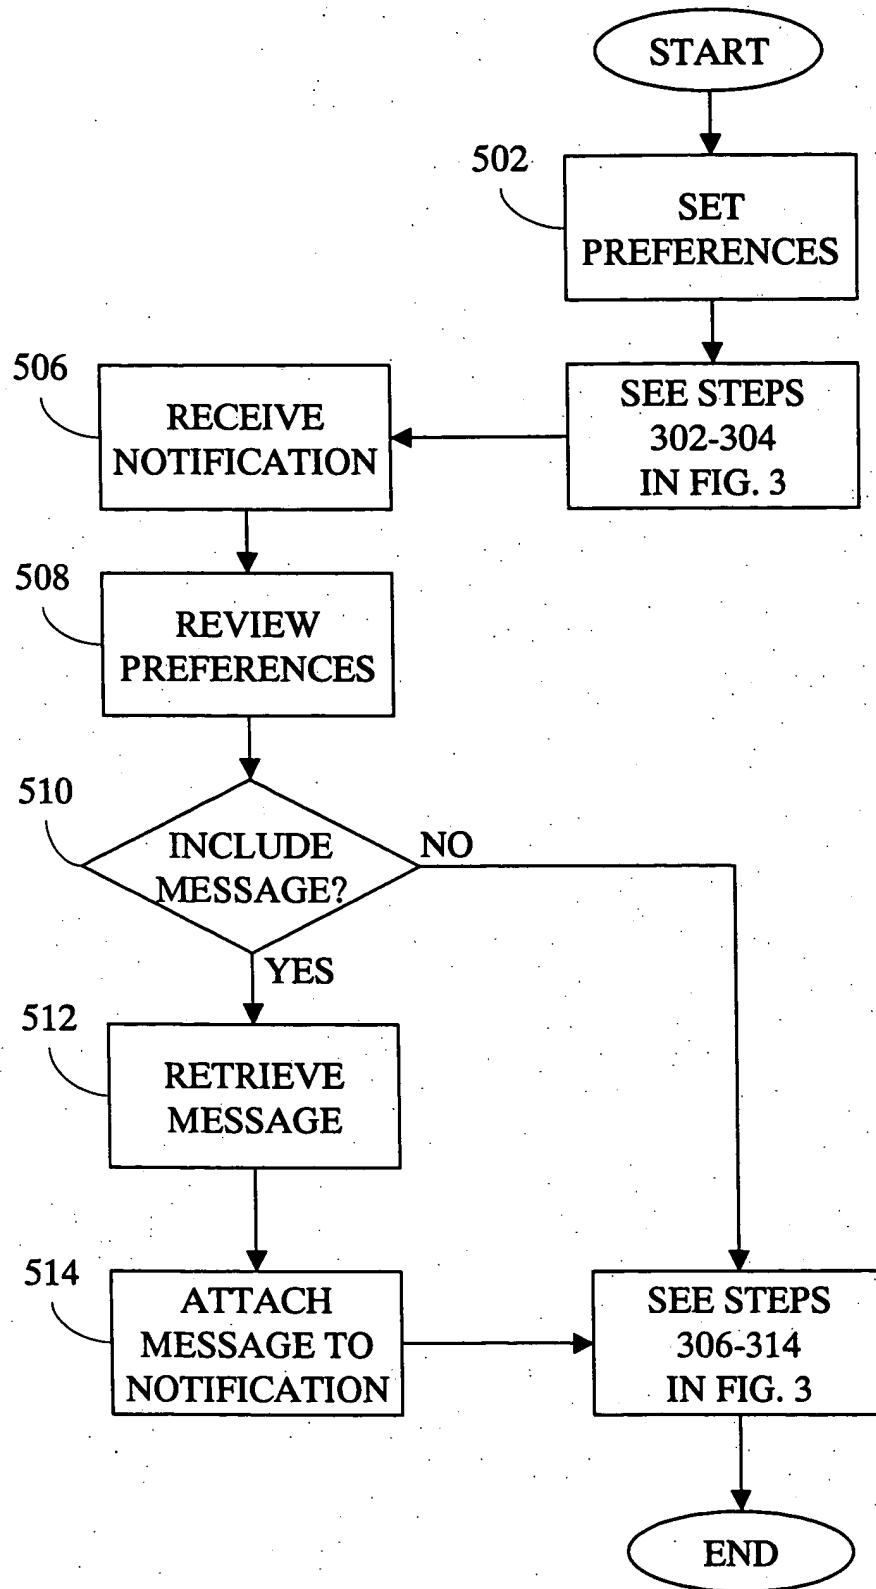 START
502
SET
PREFERENCES
506
RECEIVE
NOTIFICATION
SEE STEPS
302-304
IN FIG. 3
508
REVIEW
PREFERENCES
510
INCLUDE
MESSAGE?
NO
YES
512
RETRIEVE
MESSAGE
514
ATTACH
MESSAGE TO
NOTIFICATION
SEE STEPS
306-314
IN FIG. 3
END